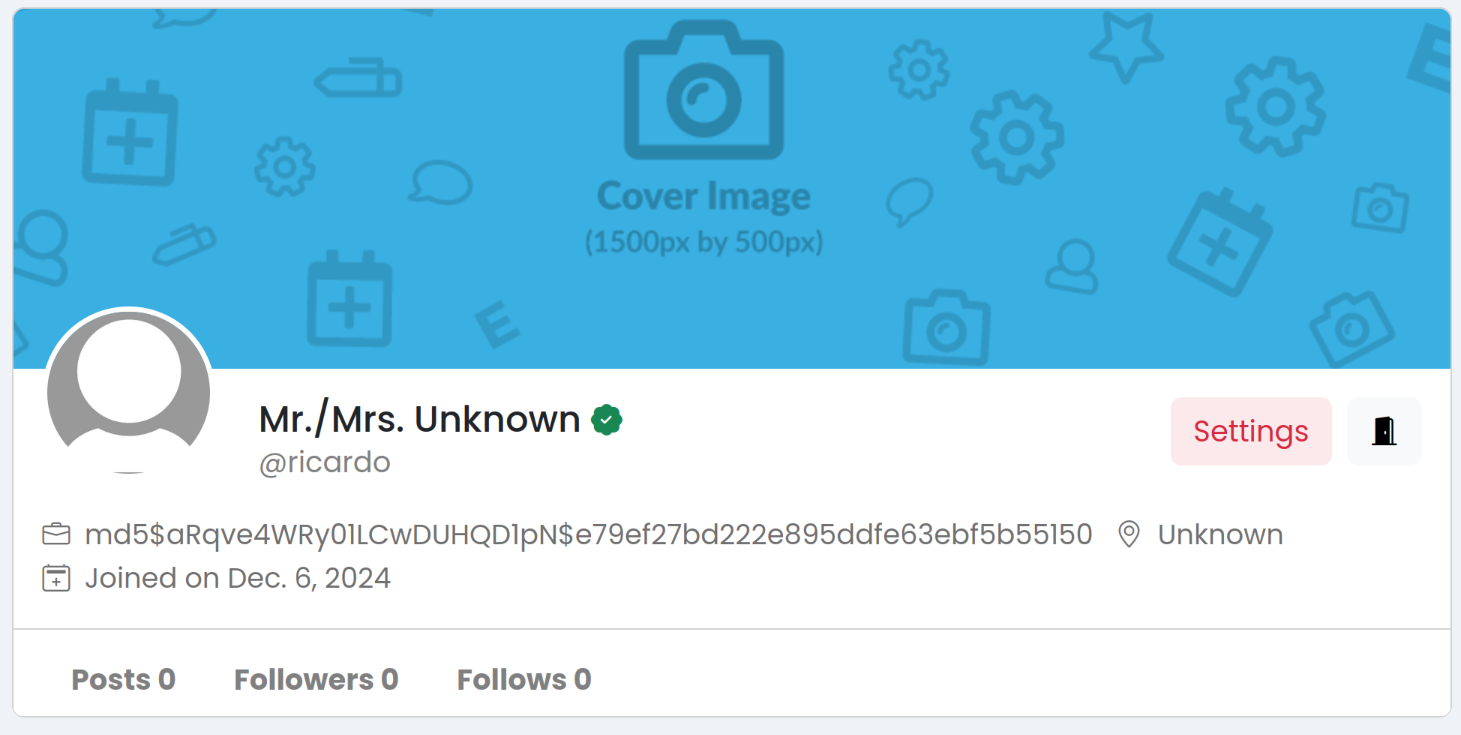 Cover Image
(1500px by 500px)
Mr./Mrs. Unknown
@ricardo
Settings
md5$aRqve4WRy01LCwDUHQD1pN$e79ef27bd222e895ddfe63ebf5b55150 Unknown
Joined on Dec. 6, 2024
Posts 0 Followers 0 Follows 0